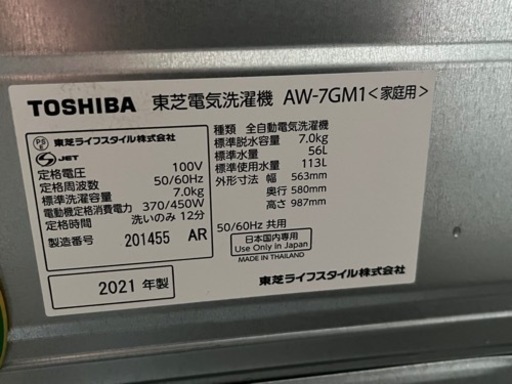 TOSHIBA 東芝電気洗濯機 AW-7GM1<家庭用>
PSE 東芝ライフスタイル株式会社
S JET
定格電圧 100V
定格周波数 50/60Hz
標準洗濯容量 7.0kg
電動機定格消費電力 370/450W
定格時間 洗いのみ 12分
製造番号 201455 AR
2021 年製
種類 全自動電気洗濯機
標準脱水容量 7.0kg
標準水量 56L
標準使用水量 113L
外形寸法 幅 563mm
奥行 580mm
高さ 987mm
50/60Hz 共用
日本国内専用
Use Only in Japan
MADE IN THAILAND
東芝ライフスタイル株式会社